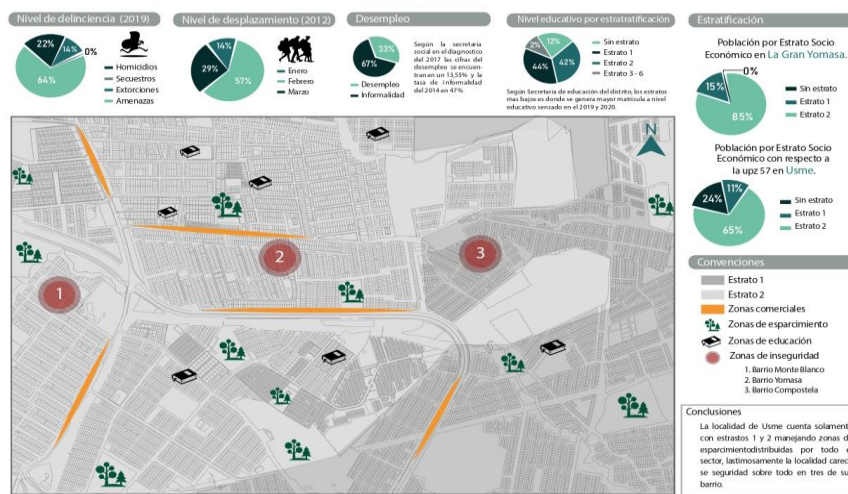 Nivel de delincienca (2019)
22%
14%
0%
64%
Homicidios
Secuestros
Extorciones
Amenazas
Nivel de desplazamiento (2012)
14%
29%
57%
Enero
Febrero
Marzo
Desempleo
33%
67%
Desempleo
Informalidad
Según la secretaria
social en el diagnostico
del 2017 las cifras del
desempleo se encuen-
tran en un 13,55% y la
tasa de informalidad
del 2014 en 47%
Nivel educativo por estratratificación
2%
12%
44%
42%
Sin estrato
Estrato 1
Estrato 2
Estrato 3 - 6
Según Secretaria de educación del distrito, los estratos
mas bajos es donde se genera mayor matricula a nivel
educativo sensado en el 2019 y 2020.
Estratificación
Población por Estrato Socio
Económico en La Gran Yomasa.
0%
15%
85%
Sin estrato
Estrato 1
Estrato 2
Población por Estrato Socio
Económico con respecto a
la upz 57 en Usme.
24%
11%
65%
Sin estrato
Estrato 1
Estrato 2
N
1
2
3
Convenciones
Estrato 1
Estrato 2
Zonas comerciales
Zonas de esparcimiento
Zonas de educación
Zonas de inseguridad
1. Barrio Monte Blanco
2. Barrio Yomasa
3. Barrio Compostela
Conclusiones
La localidad de Usme cuenta solament
con estrastos 1 y 2 manejando zonas d
esparcimientodistribuidas por todo e
sector, lastimosamente la localidad carec
se seguridad sobre todo en tres de su
barrio.